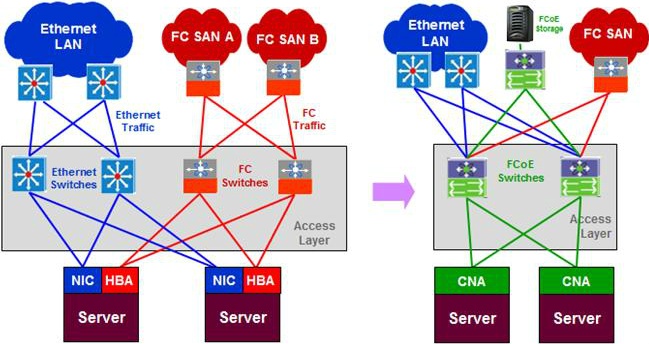 Ethernet
LAN
FC SAN A
FC SAN B
Ethernet
Traffic
FC
Traffic
Ethernet
Switches
FC
Switches
Access
Layer
NIC
HBA
NIC
HBA
Server
Server
Ethernet
LAN
FCoE
Storage
FC SAN
FCoE
Switches
Access
Layer
CNA
CNA
Server
Server